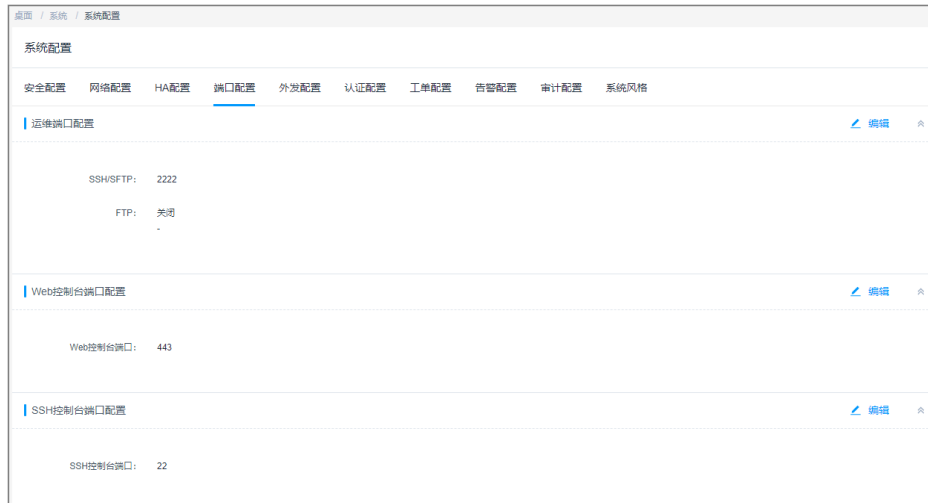 桌面 / 系统 / 系统配置
系统配置
安全配置 网络配置 HA配置 端口配置 外发配置 认证配置 工单配置 告警配置 审计配置 系统风格
运维端口配置 编辑
SSH/SFTP: 2222
FTP: 关闭
-
Web控制台端口配置 编辑
Web控制台端口: 443
SSH控制台端口配置 编辑
SSH控制台端口: 22